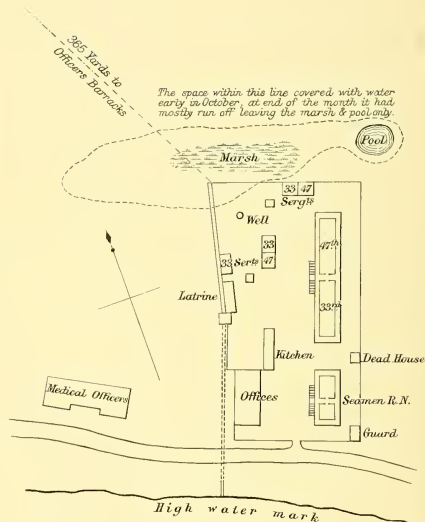 365 Yards to
Officers Barracks
The space within this line covered with water
early in October, at end of the month it had
mostly run off leaving the marsh & pool only.
Pool
Marsh
33 47
Sergts
Well
33
47
47th
33 Serts
33rd
Latrine
Kitchen
Dead House
Medical Officers
Offices
Seamen R.N.
Guard
High water mark